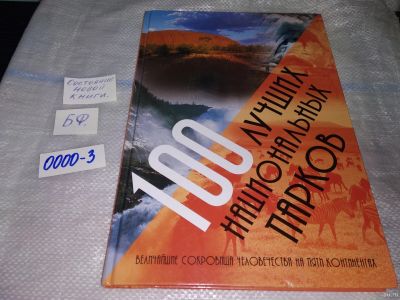 Состояние
новой
книги.
БФ
0000-3
100
ЛУЧШИХ
НАЦИОНАЛЬНЫХ
ПАРКОВ
ВЕЛИЧАЙШИЕ СОКРОВИЩА ЧЕЛОВЕЧЕСТВА НА ПЯТИ КОНТИНЕНТАХ